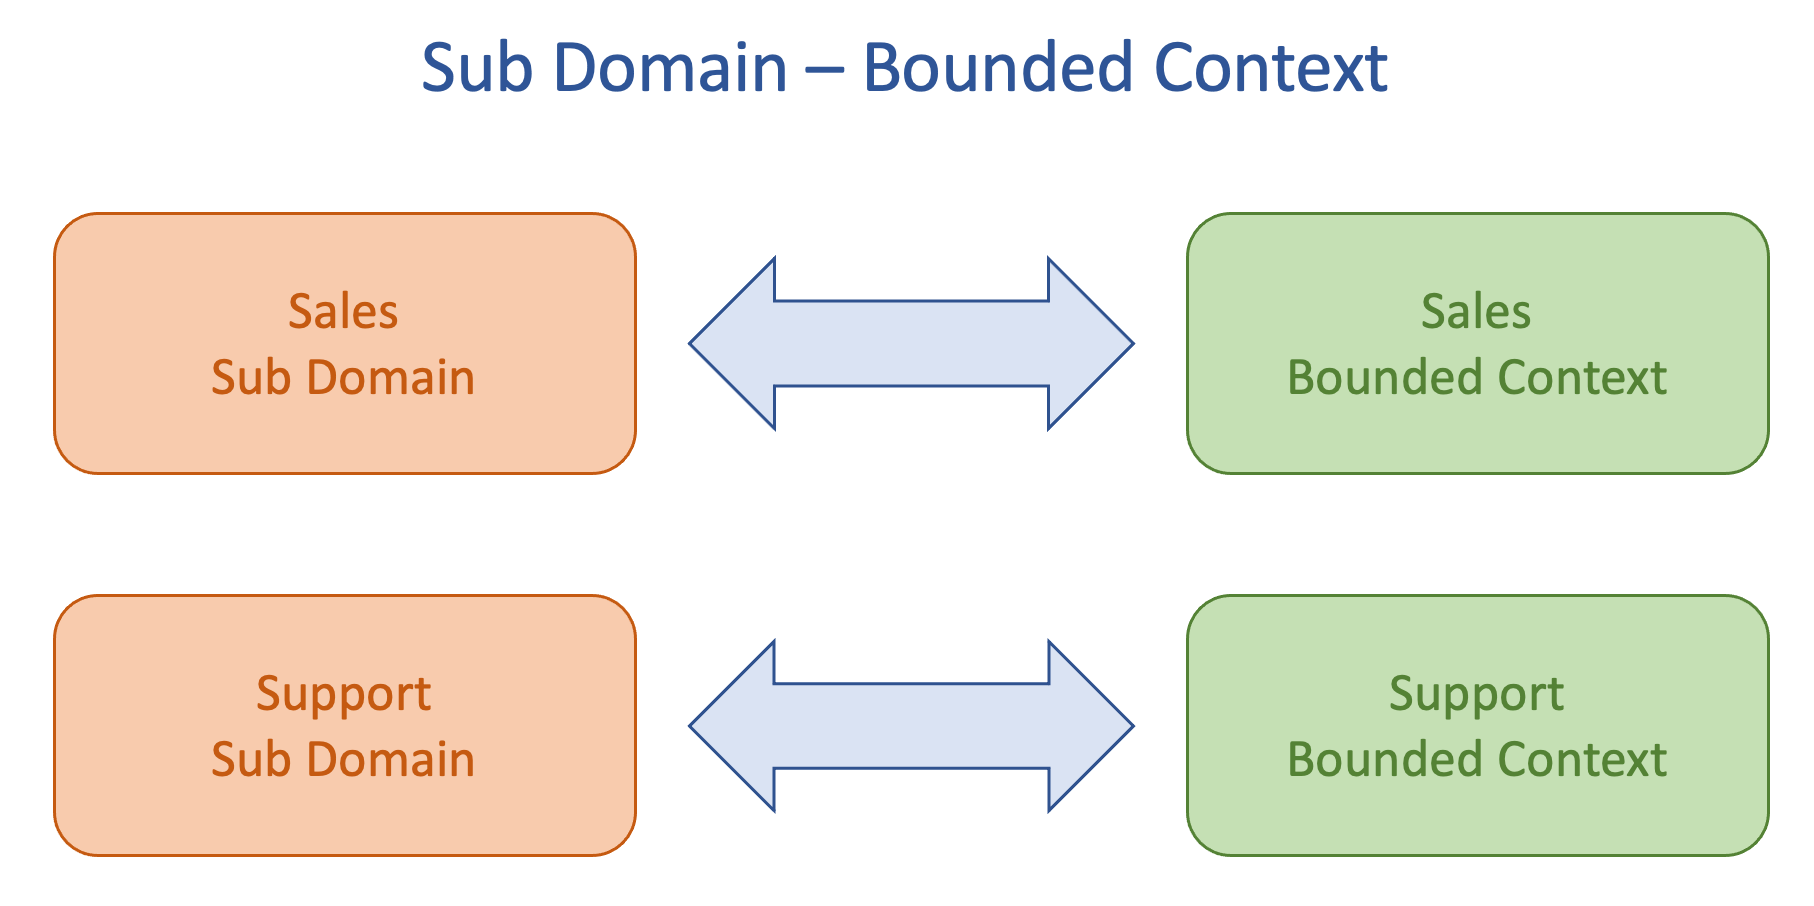 Sub Domain – Bounded Context
Sales
Sub Domain
Sales
Bounded Context
Support
Sub Domain
Support
Bounded Context